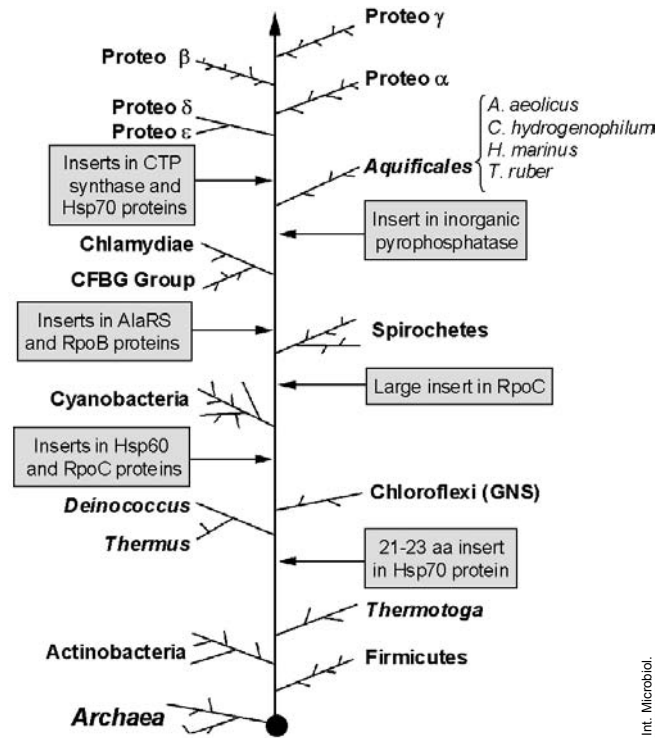 Proteo γ
Proteo β
Proteo α
Proteo δ
Proteo ε
A. aeolicus
C. hydrogenophilum
H. marinus
T. ruber
Aquificales
Inserts in CTP
synthase and
Hsp70 proteins
Insert in inorganic
pyrophosphatase
Chlamydiae
CFBG Group
Inserts in AlaRS
and RpoB proteins
Spirochetes
Large insert in RpoC
Cyanobacteria
Inserts in Hsp60
and RpoC proteins
Chloroflexi (GNS)
Deinococcus
Thermus
21-23 aa insert
in Hsp70 protein
Thermotoga
Actinobacteria
Firmicutes
Archaea
Int. Microbiol.